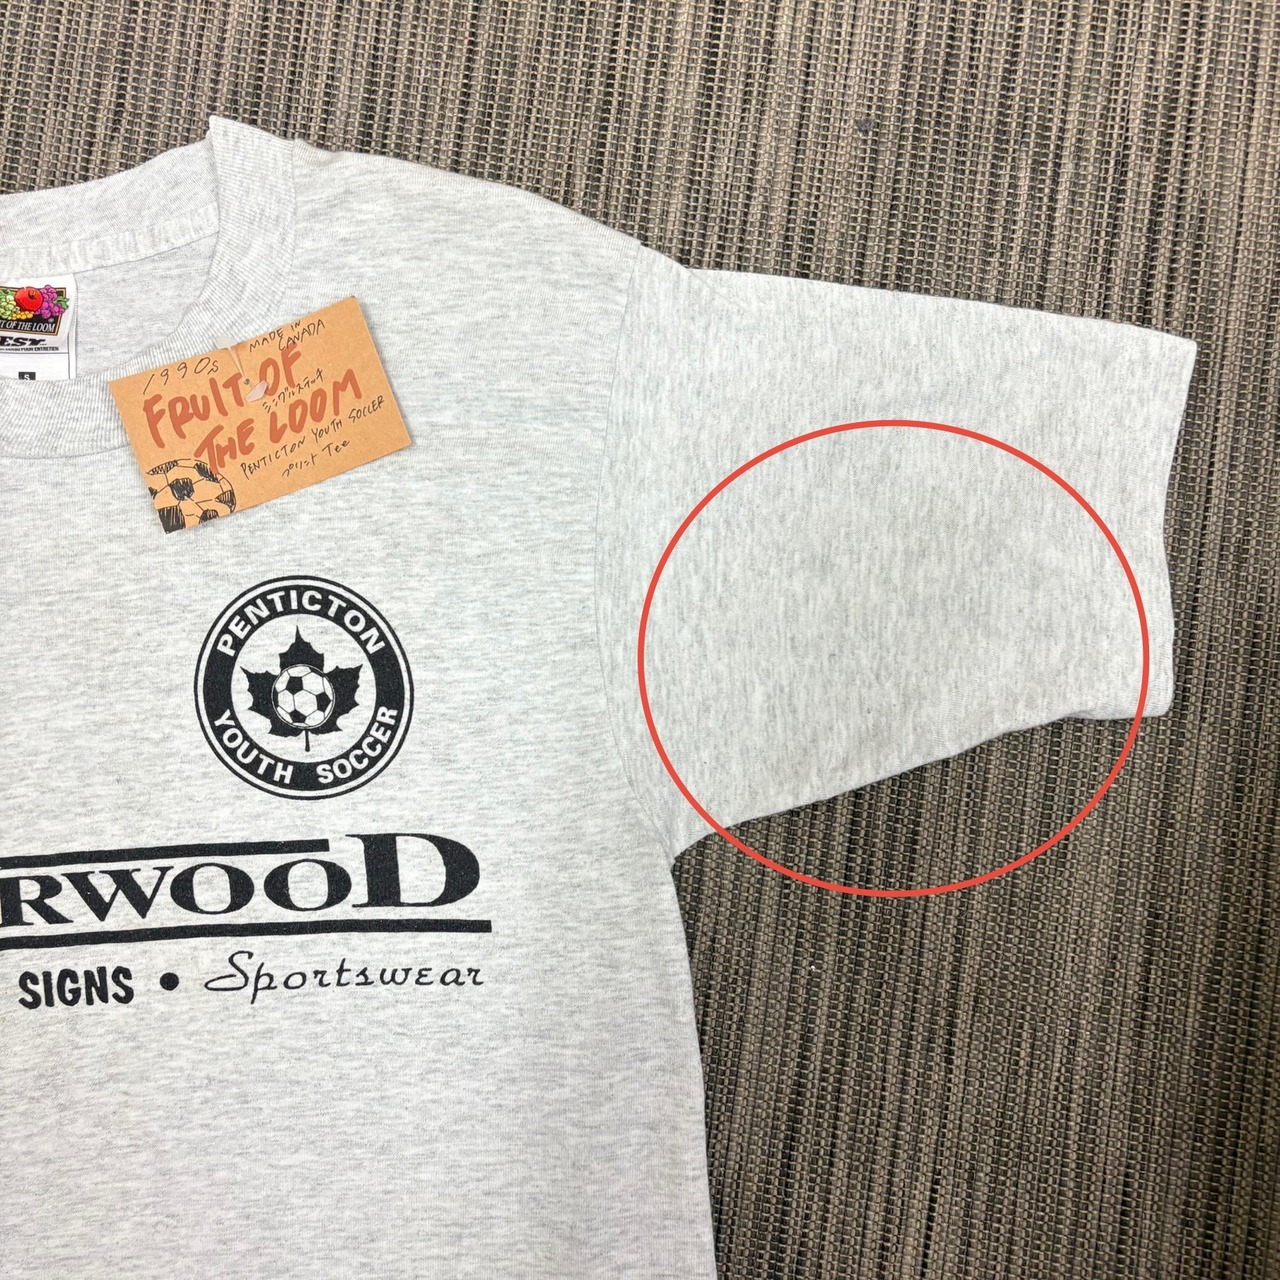 T OF THE LOOM
ESY
S
1990s
MADE IN
CANADA
FRUIT OF
シングルステッチ
THE LOOM
PENTICTON YOUTH SOCCER
プリント Tee
PENTICTON
YOUTH SOCCER
RWOOD
SIGNS • Sportswear